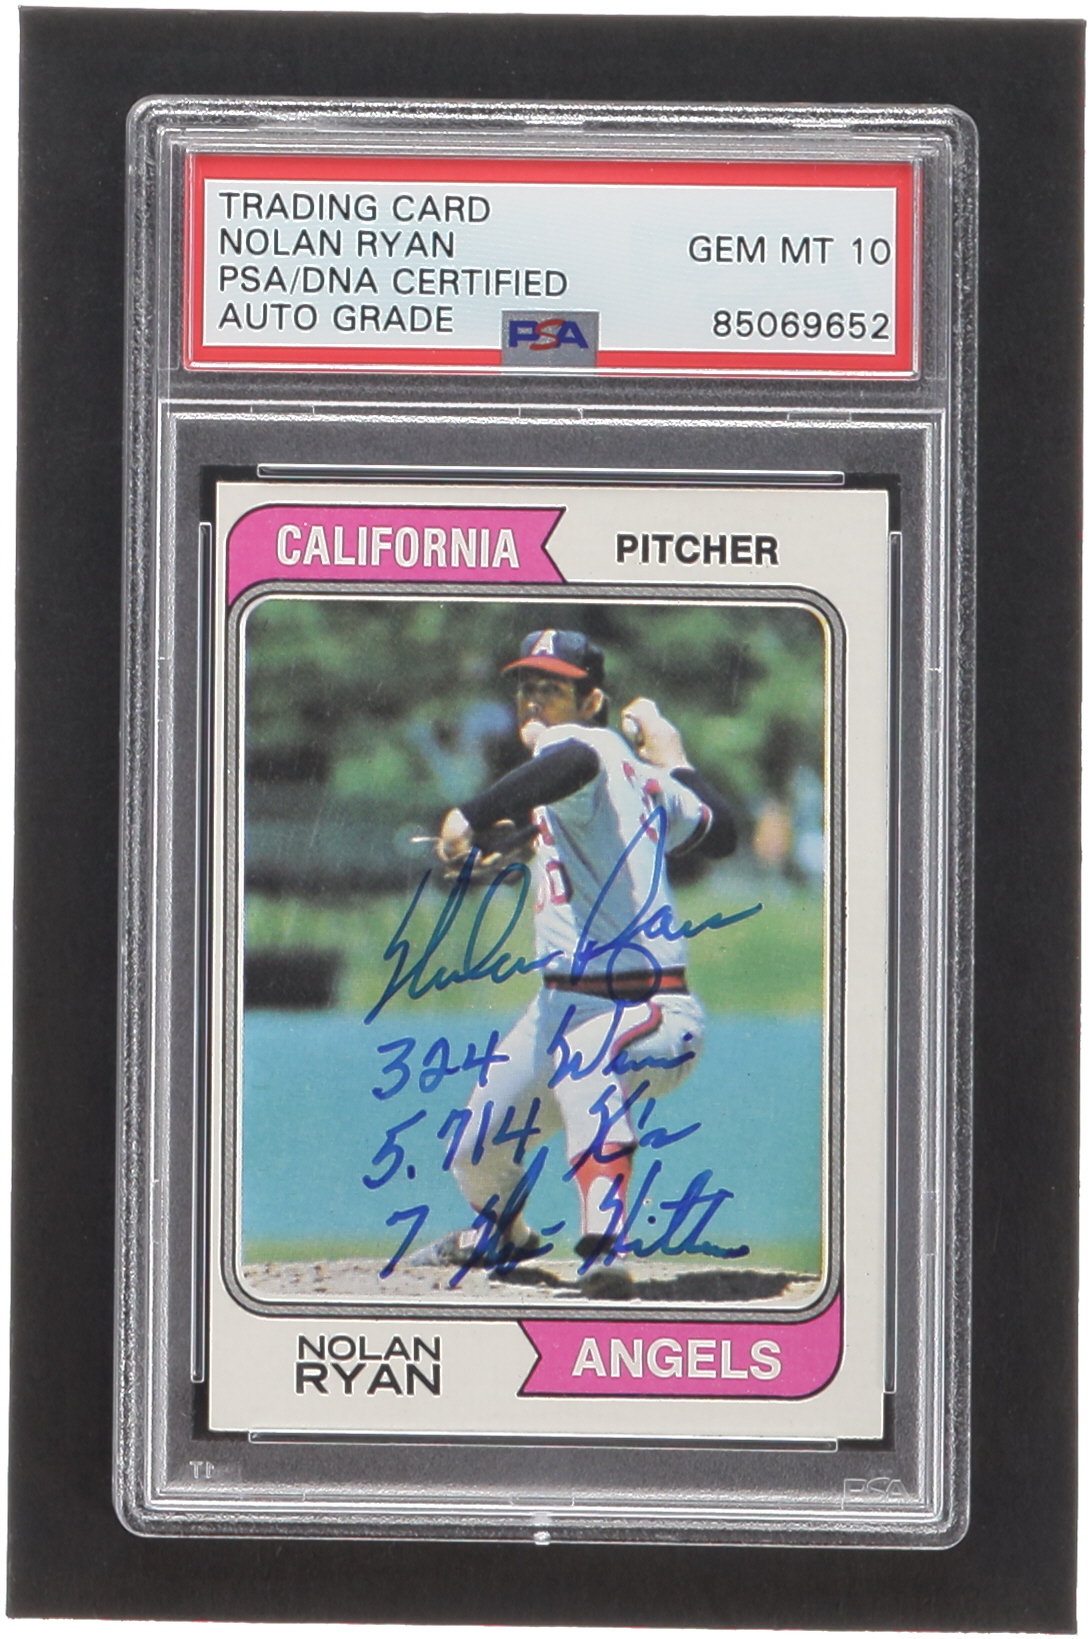 TRADING CARD
NOLAN RYAN
PSA/DNA CERTIFIED
AUTO GRADE
GEM MT 10
85069652
PSA
CALIFORNIA
PITCHER
A
Nolan Ryan
324 Wins
5.714 K's
7 No Hitters
NOLAN
RYAN
ANGELS
PSA